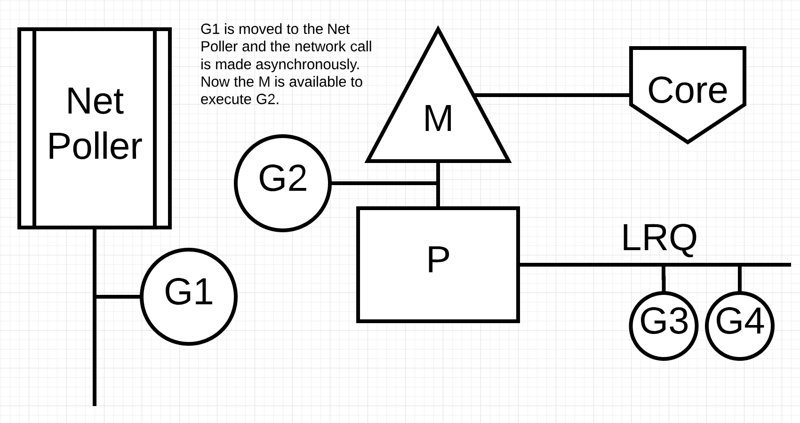 Net
Poller
G1 is moved to the Net
Poller and the network call
is made asynchronously.
Now the M is available to
execute G2.
M
Core
G2
P
LRQ
G1
G3
G4